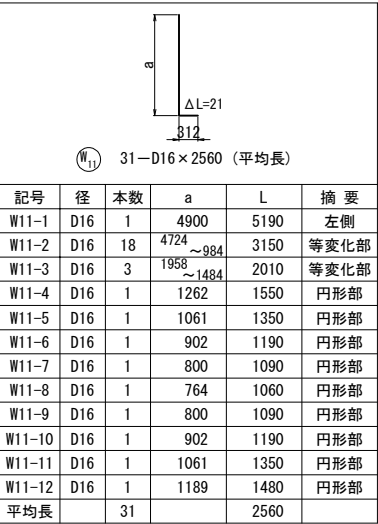 a
ΔL=21
312
W11 31－D16×2560 (平均長)
記号 径 本数 a L 摘 要
W11-1 D16 1 4900 5190 左側
W11-2 D16 18 4724～984 3150 等変化部
W11-3 D16 3 1958～1484 2010 等変化部
W11-4 D16 1 1262 1550 円形部
W11-5 D16 1 1061 1350 円形部
W11-6 D16 1 902 1190 円形部
W11-7 D16 1 800 1090 円形部
W11-8 D16 1 764 1060 円形部
W11-9 D16 1 800 1090 円形部
W11-10 D16 1 902 1190 円形部
W11-11 D16 1 1061 1350 円形部
W11-12 D16 1 1189 1480 円形部
平均長 31 2560